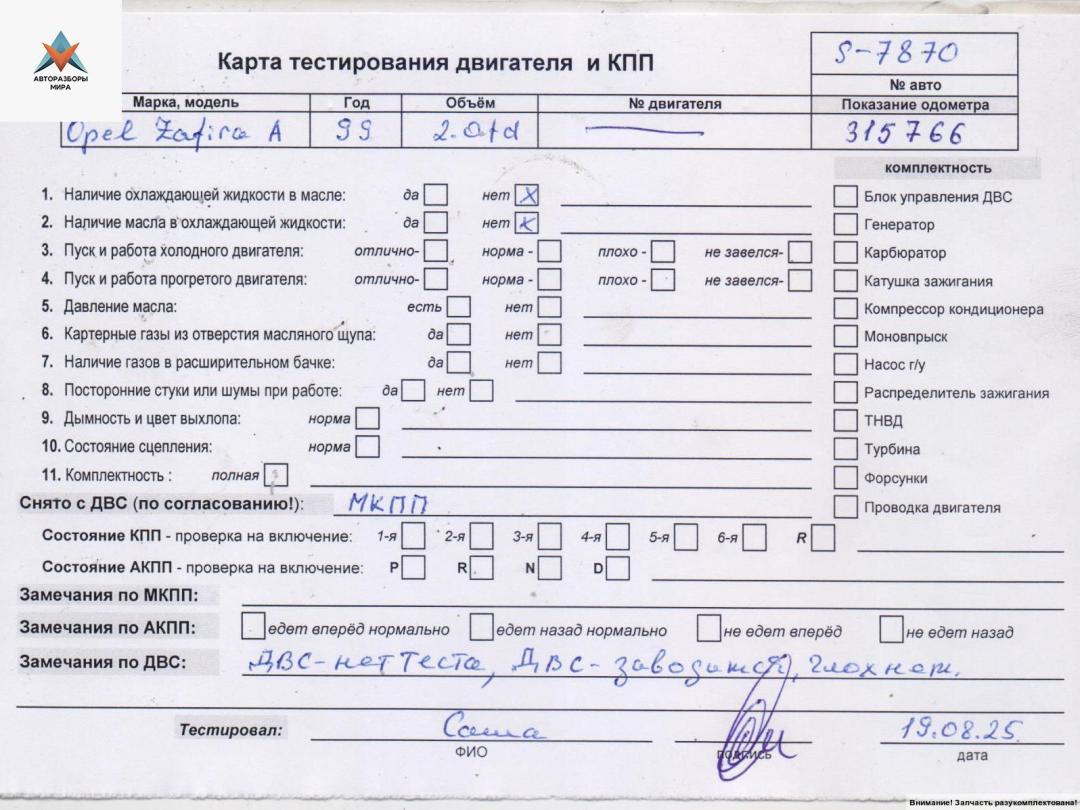 АВТОРАЗБОРЫ
МИРА
Карта тестирования двигателя и КПП
S-7870
№ авто
Марка, модель Год Объём № двигателя Показание одометра
Opel Zafira A 99 2.0td — 315766
комплектность
1. Наличие охлаждающей жидкости в масле: да нет X
2. Наличие масла в охлаждающей жидкости: да нет X
3. Пуск и работа холодного двигателя: отлично- норма - плохо - не завелся-
4. Пуск и работа прогретого двигателя: отлично- норма - плохо - не завелся-
5. Давление масла: есть нет
6. Картерные газы из отверстия масляного щупа: да нет
7. Наличие газов в расширительном бачке: да нет
8. Посторонние стуки или шумы при работе: да нет
9. Дымность и цвет выхлопа: норма
10. Состояние сцепления: норма
11. Комплектность : полная
Блок управления ДВС
Генератор
Карбюратор
Катушка зажигания
Компрессор кондиционера
Моновпрыск
Насос г/у
Распределитель зажигания
ТНВД
Турбина
Форсунки
Проводка двигателя
Снято с ДВС (по согласованию!): МКПП
Состояние КПП - проверка на включение: 1-я 2-я 3-я 4-я 5-я 6-я R
Состояние АКПП - проверка на включение: P R N D
Замечания по МКПП:
Замечания по АКПП: едет вперёд нормально едет назад нормально не едет вперёд не едет назад
Замечания по ДВС: ДВС-нет теста, ДВС-заводится, глохнет.
Тестировал: Саша 19.08.25
ФИО подпись дата
Внимание! Запчасть разукомплектована!